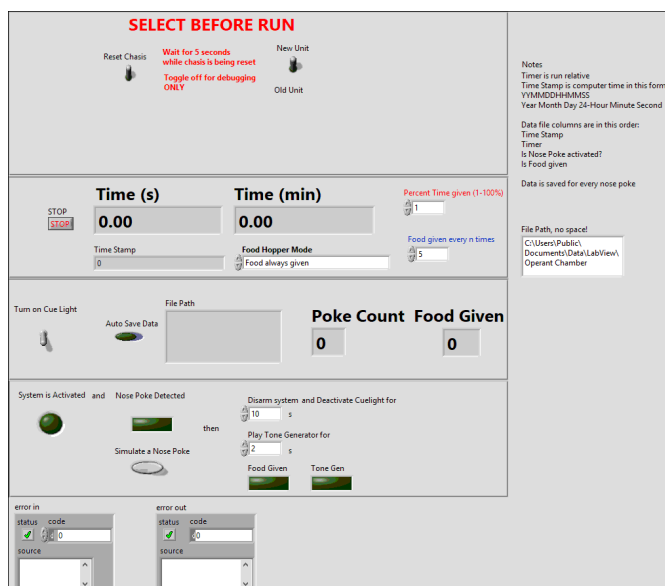 SELECT BEFORE RUN
Reset Chasis
Wait for 5 seconds
while chasis is being reset
Toggle off for debugging
ONLY
New Unit
Old Unit
Notes
Timer is run relative
Time Stamp is computer time in this form
YYMMDDHHMMSS
Year Month Day 24-Hour Minute Second
Data file columns are in this order:
Time Stamp
Timer
Is Nose Poke activated?
Is Food given
Data is saved for every nose poke
File Path, no space!
C:\Users\Public\
Documents\Data\LabView\
Operant Chamber
STOP
STOP
Time (s)
0.00
Time (min)
0.00
Percent Time given (1-100%)
1
Time Stamp
0
Food Hopper Mode
Food always given
Food given every n times
5
Turn on Cue Light
Auto Save Data
File Path
Poke Count
0
Food Given
0
System is Activated and Nose Poke Detected
then
Simulate a Nose Poke
Disarm system and Deactivate Cuelight for
10 s
Play Tone Generator for
2 s
Food Given
Tone Gen
error in
status code
0
source
error out
status code
0
source